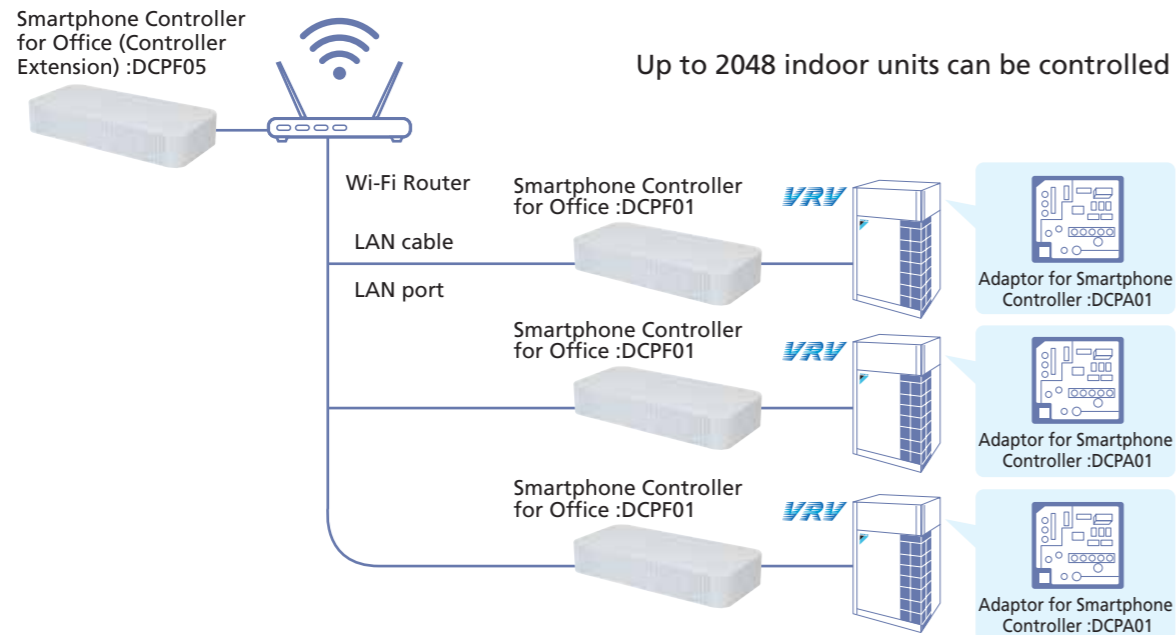 Smartphone Controller
for Office (Controller
Extension) :DCPF05
Up to 2048 indoor units can be controlled
Wi-Fi Router
LAN cable
LAN port
Smartphone Controller
for Office :DCPF01
VRV
Adaptor for Smartphone
Controller :DCPA01
Smartphone Controller
for Office :DCPF01
VRV
Adaptor for Smartphone
Controller :DCPA01
Smartphone Controller
for Office :DCPF01
VRV
Adaptor for Smartphone
Controller :DCPA01